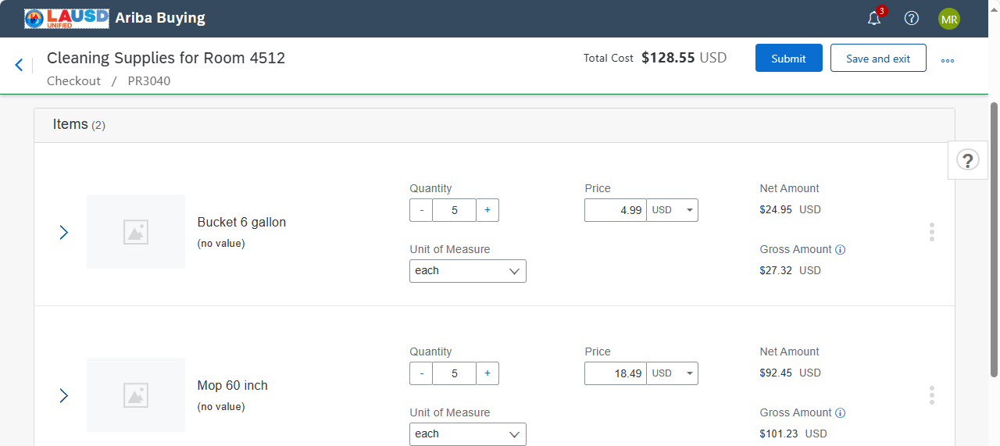 LAUSD
UNIFIED
Ariba Buying
3
?
MR
Cleaning Supplies for Room 4512
Total Cost $128.55 USD
Submit
Save and exit
Checkout / PR3040
Items (2)
?
Bucket 6 gallon
(no value)
Quantity
- 5 +
Unit of Measure
each
Price
4.99 USD
Net Amount
$24.95 USD
Gross Amount
$27.32 USD
Mop 60 inch
(no value)
Quantity
- 5 +
Unit of Measure
each
Price
18.49 USD
Net Amount
$92.45 USD
Gross Amount
$101.23 USD